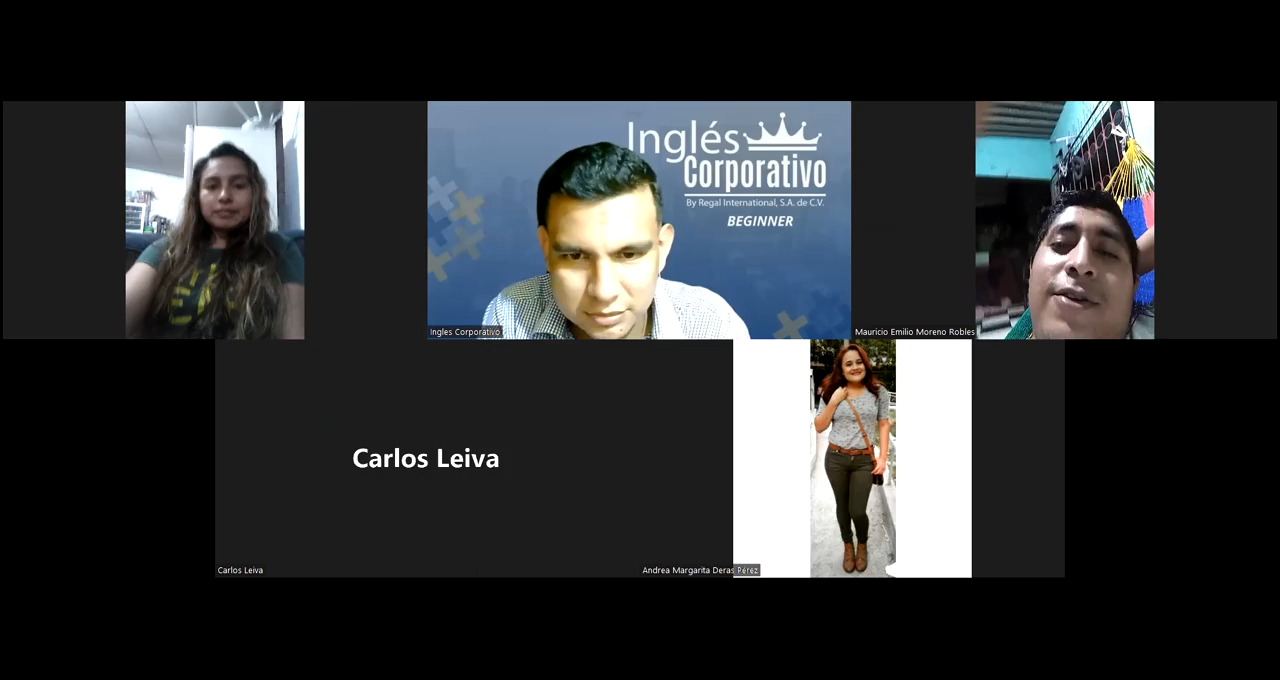 Inglés
Corporativo
By Regal International, S.A. de C.V.
BEGINNER
Ingles Corporativo
Mauricio Emilio Moreno Robles
Carlos Leiva
Carlos Leiva
Andrea Margarita Deras Pérez